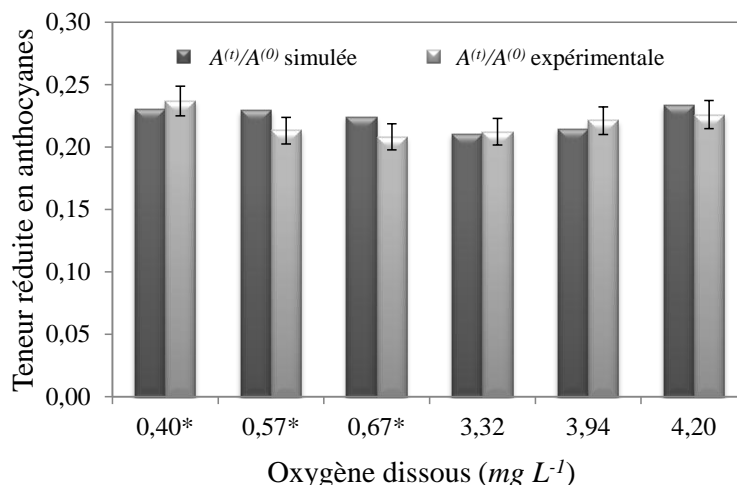 0,30
A(t)/A(0) simulée A(t)/A(0) expérimentale
0,25
0,20
0,15
0,10
0,05
0,00
Teneur réduite en anthocyanes
0,40* 0,57* 0,67* 3,32 3,94 4,20
Oxygène dissous (mg L-1)